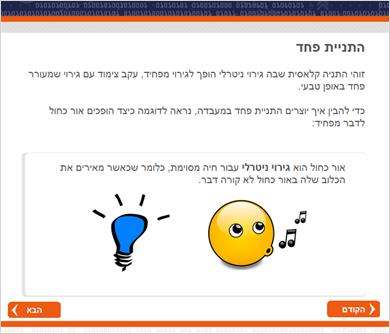 התניית פחד
זוהי התניה קלאסית שבה גירוי ניטרלי הופך לגירוי מפחיד, עקב צימוד עם גירוי שמעורר
פחד באופן טבעי.
כדי להבין איך יוצרים התניית פחד במעבדה, נראה לדוגמה כיצד הופכים אור כחול
לדבר מפחיד:
אור כחול הוא גירוי ניטרלי עבור חיה מסוימת, כלומר שכאשר מאירים את
הכלוב שלה באור כחול לא קורה דבר.
הקודם
הבא